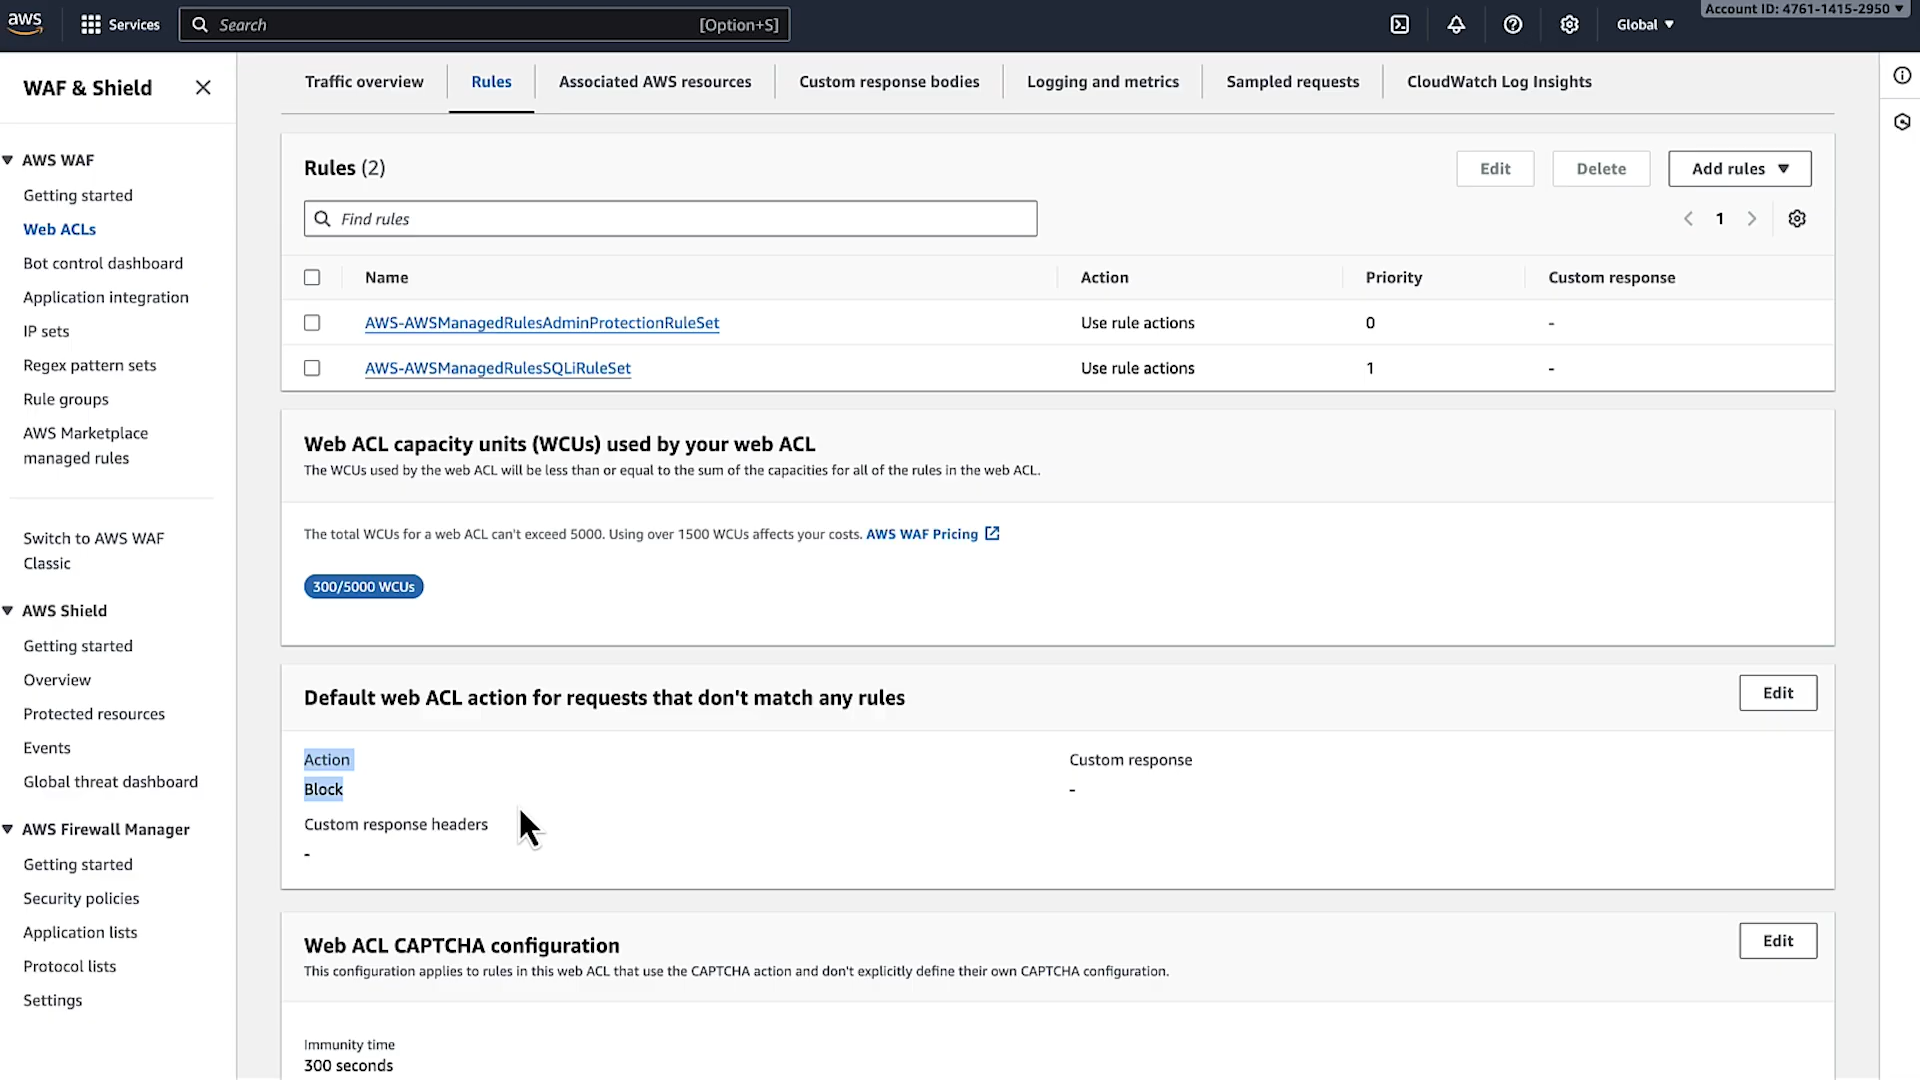 aws
Services
Search
[Option+S]
Global ▼
Account ID: 4761-1415-2950 ▼
WAF & Shield
AWS WAF
Getting started
Web ACLs
Bot control dashboard
Application integration
IP sets
Regex pattern sets
Rule groups
AWS Marketplace
managed rules
Switch to AWS WAF
Classic
AWS Shield
Getting started
Overview
Protected resources
Events
Global threat dashboard
AWS Firewall Manager
Getting started
Security policies
Application lists
Protocol lists
Settings
Traffic overview
Rules
Associated AWS resources
Custom response bodies
Logging and metrics
Sampled requests
CloudWatch Log Insights
Rules (2)
Edit
Delete
Add rules ▼
Find rules
1
Name Action Priority Custom response
AWS-AWSManagedRulesAdminProtectionRuleSet Use rule actions 0 -
AWS-AWSManagedRulesSQLiRuleSet Use rule actions 1 -
Web ACL capacity units (WCUs) used by your web ACL
The WCUs used by the web ACL will be less than or equal to the sum of the capacities for all of the rules in the web ACL.
The total WCUs for a web ACL can't exceed 5000. Using over 1500 WCUs affects your costs. AWS WAF Pricing
300/5000 WCUs
Default web ACL action for requests that don't match any rules
Edit
Action
Block
Custom response
-
Custom response headers
-
Web ACL CAPTCHA configuration
Edit
This configuration applies to rules in this web ACL that use the CAPTCHA action and don't explicitly define their own CAPTCHA configuration.
Immunity time
300 seconds